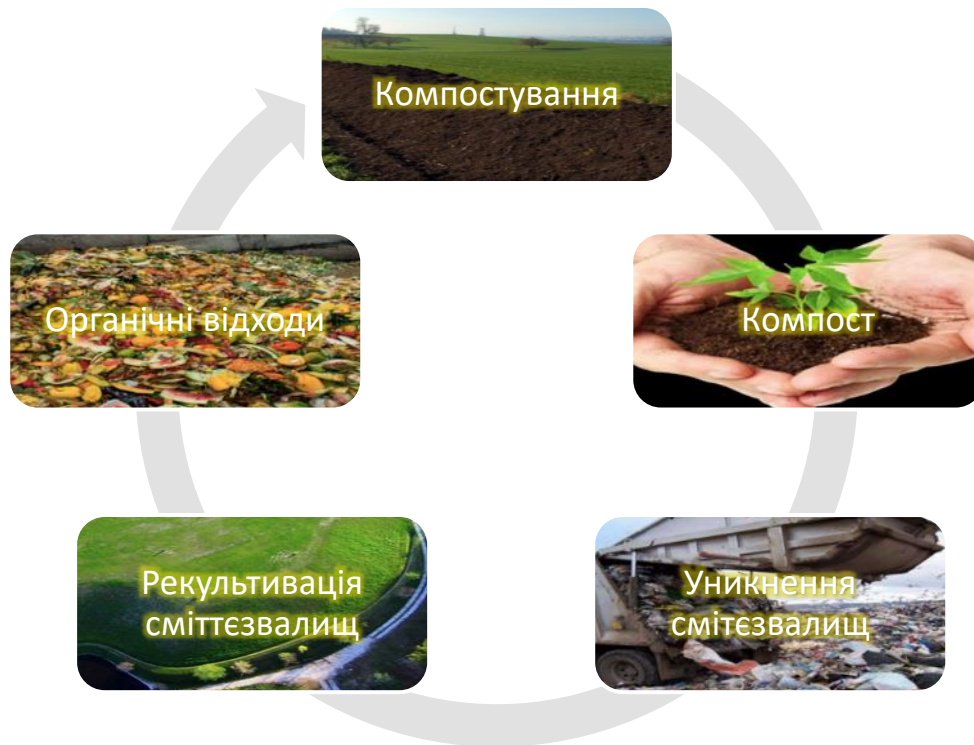 Компостування
Органічні відходи
Компост
Рекультивація
сміттєзвалищ
Уникнення
смітєзвалищ